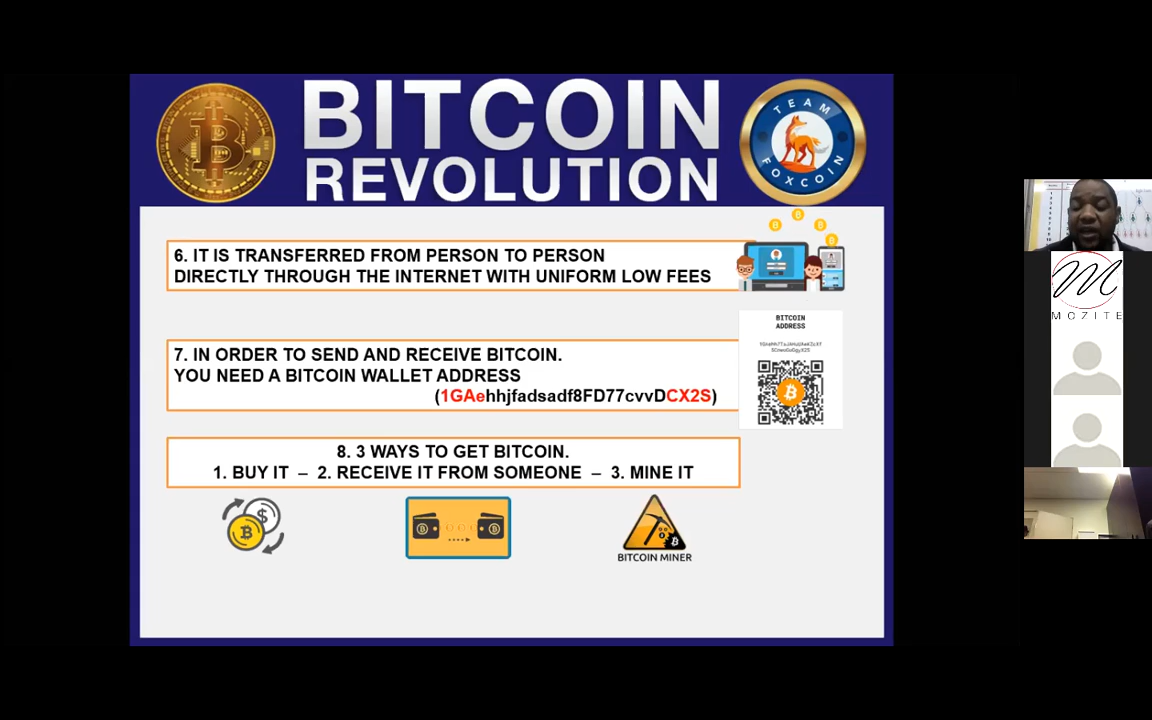 BITCOIN
REVOLUTION
TEAM
FOXCOIN
6. IT IS TRANSFERRED FROM PERSON TO PERSON
DIRECTLY THROUGH THE INTERNET WITH UNIFORM LOW FEES
BITCOIN
ADDRESS
7. IN ORDER TO SEND AND RECEIVE BITCOIN.
YOU NEED A BITCOIN WALLET ADDRESS
(1GAehhjfadsadf8FD77cvvDCX2S)
8. 3 WAYS TO GET BITCOIN.
1. BUY IT – 2. RECEIVE IT FROM SOMEONE – 3. MINE IT
BITCOIN MINER
M
MOZITE